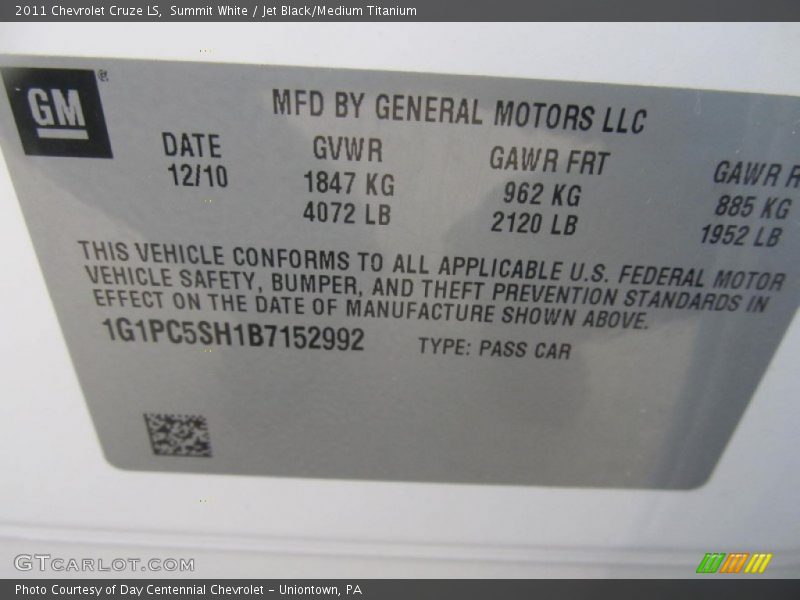 2011 Chevrolet Cruze LS,  Summit White / Jet Black/Medium Titanium
GM®
MFD BY GENERAL MOTORS LLC
DATE GVWR GAWR FRT GAWR R
12/10 1847 KG 962 KG 885 KG
4072 LB 2120 LB 1952 LB
THIS VEHICLE CONFORMS TO ALL APPLICABLE U.S. FEDERAL MOTOR
VEHICLE SAFETY, BUMPER, AND THEFT PREVENTION STANDARDS IN
EFFECT ON THE DATE OF MANUFACTURE SHOWN ABOVE.
1G1PC5SH1B7152992 TYPE: PASS CAR
GTcarlot.com
Photo Courtesy of Day Centennial Chevrolet - Uniontown, PA